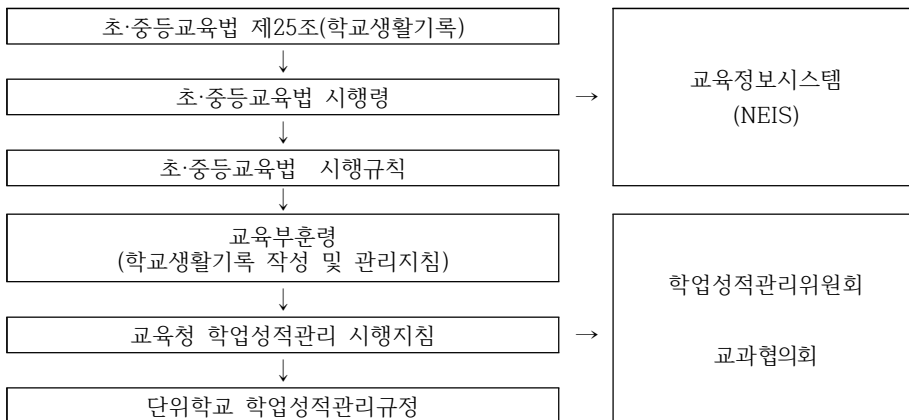 초·중등교육법 제25조(학교생활기록)
↓
초·중등교육법 시행령
→
교육정보시스템
(NEIS)
↓
초·중등교육법 시행규칙
↓
교육부훈령
(학교생활기록 작성 및 관리지침)
↓
교육청 학업성적관리 시행지침
→
학업성적관리위원회
교과협의회
↓
단위학교 학업성적관리규정